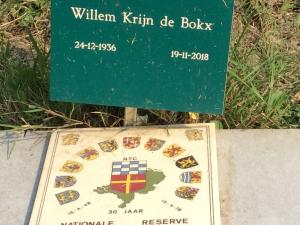 Willem Krijn de Bokx
24-12-1936 19-11-2018
NTC
30 JAAR
NATIONALE RESERVE